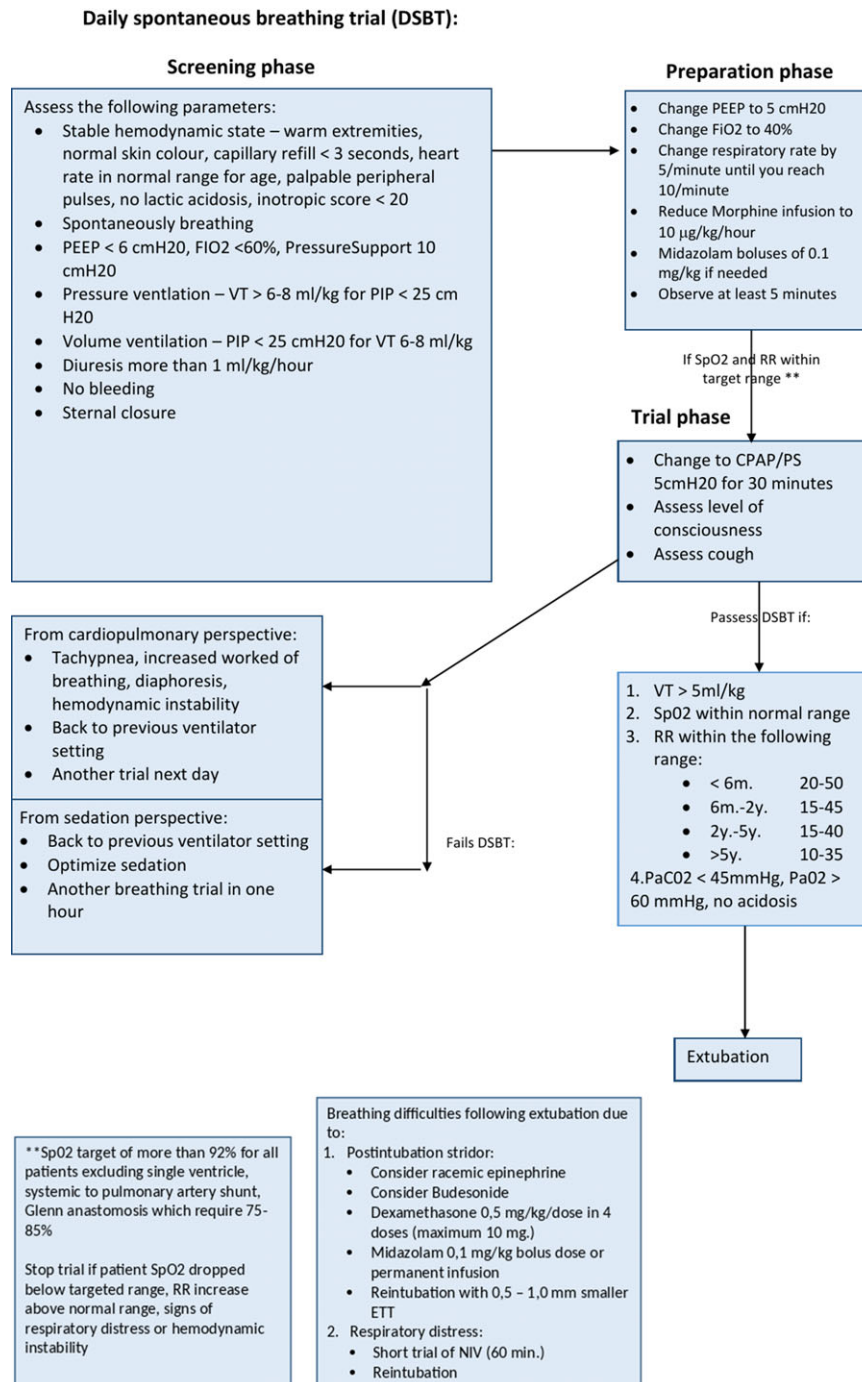 Daily spontaneous breathing trial (DSBT):
Screening phase
Assess the following parameters:
• Stable hemodynamic state – warm extremities,
normal skin colour, capillary refill < 3 seconds, heart
rate in normal range for age, palpable peripheral
pulses, no lactic acidosis, inotropic score < 20
• Spontaneously breathing
• PEEP < 6 cmH20, FIO2 <60%, PressureSupport 10
cmH20
• Pressure ventlation – VT > 6-8 ml/kg for PIP < 25 cm
H20
• Volume ventilation – PIP < 25 cmH20 for VT 6-8 ml/kg
• Diuresis more than 1 ml/kg/hour
• No bleeding
• Sternal closure
Preparation phase
• Change PEEP to 5 cmH20
• Change FiO2 to 40%
• Change respiratory rate by
5/minute until you reach
10/minute
• Reduce Morphine infusion to
10 µg/kg/hour
• Midazolam boluses of 0.1
mg/kg if needed
• Observe at least 5 minutes
If SpO2 and RR within
target range **
Trial phase
• Change to CPAP/PS
5cmH20 for 30 minutes
• Assess level of
consciousness
• Assess cough
Passess DSBT if:
1. VT > 5ml/kg
2. Sp02 within normal range
3. RR within the following
range:
• < 6m. 20-50
• 6m.-2y. 15-45
• 2y.-5y. 15-40
• >5y. 10-35
4.PaC02 < 45mmHg, Pa02 >
60 mmHg, no acidosis
Extubation
From cardiopulmonary perspective:
• Tachypnea, increased worked of
breathing, diaphoresis,
hemodynamic instability
• Back to previous ventilator
setting
• Another trial next day
From sedation perspective:
• Back to previous ventilator setting
• Optimize sedation
• Another breathing trial in one
hour
Fails DSBT:
**Sp02 target of more than 92% for all
patients excluding single ventricle,
systemic to pulmonary artery shunt,
Glenn anastomosis which require 75-
85%
Stop trial if patient SpO2 dropped
below targeted range, RR increase
above normal range, signs of
respiratory distress or hemodynamic
instability
Breathing difficulties following extubation due
to:
1. Postintubation stridor:
• Consider racemic epinephrine
• Consider Budesonide
• Dexamethasone 0,5 mg/kg/dose in 4
doses (maximum 10 mg.)
• Midazolam 0,1 mg/kg bolus dose or
permanent infusion
• Reintubation with 0,5 – 1,0 mm smaller
ETT
2. Respiratory distress:
• Short trial of NIV (60 min.)
• Reintubation